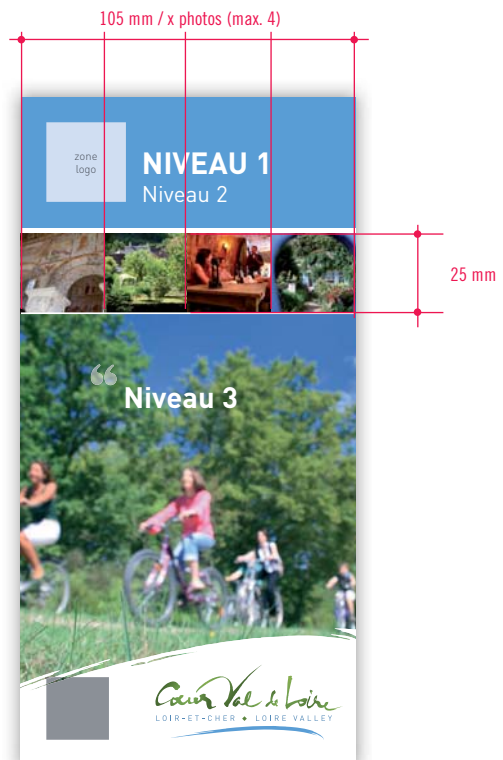 105 mm / x photos (max. 4)
zone
logo
NIVEAU 1
Niveau 2
25 mm
“
Niveau 3
Cœur Val de Loire
LOIR-ET-CHER ✦ LOIRE VALLEY